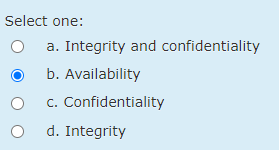 Select one:
a. Integrity and confidentiality
b. Availability
c. Confidentiality
d. Integrity